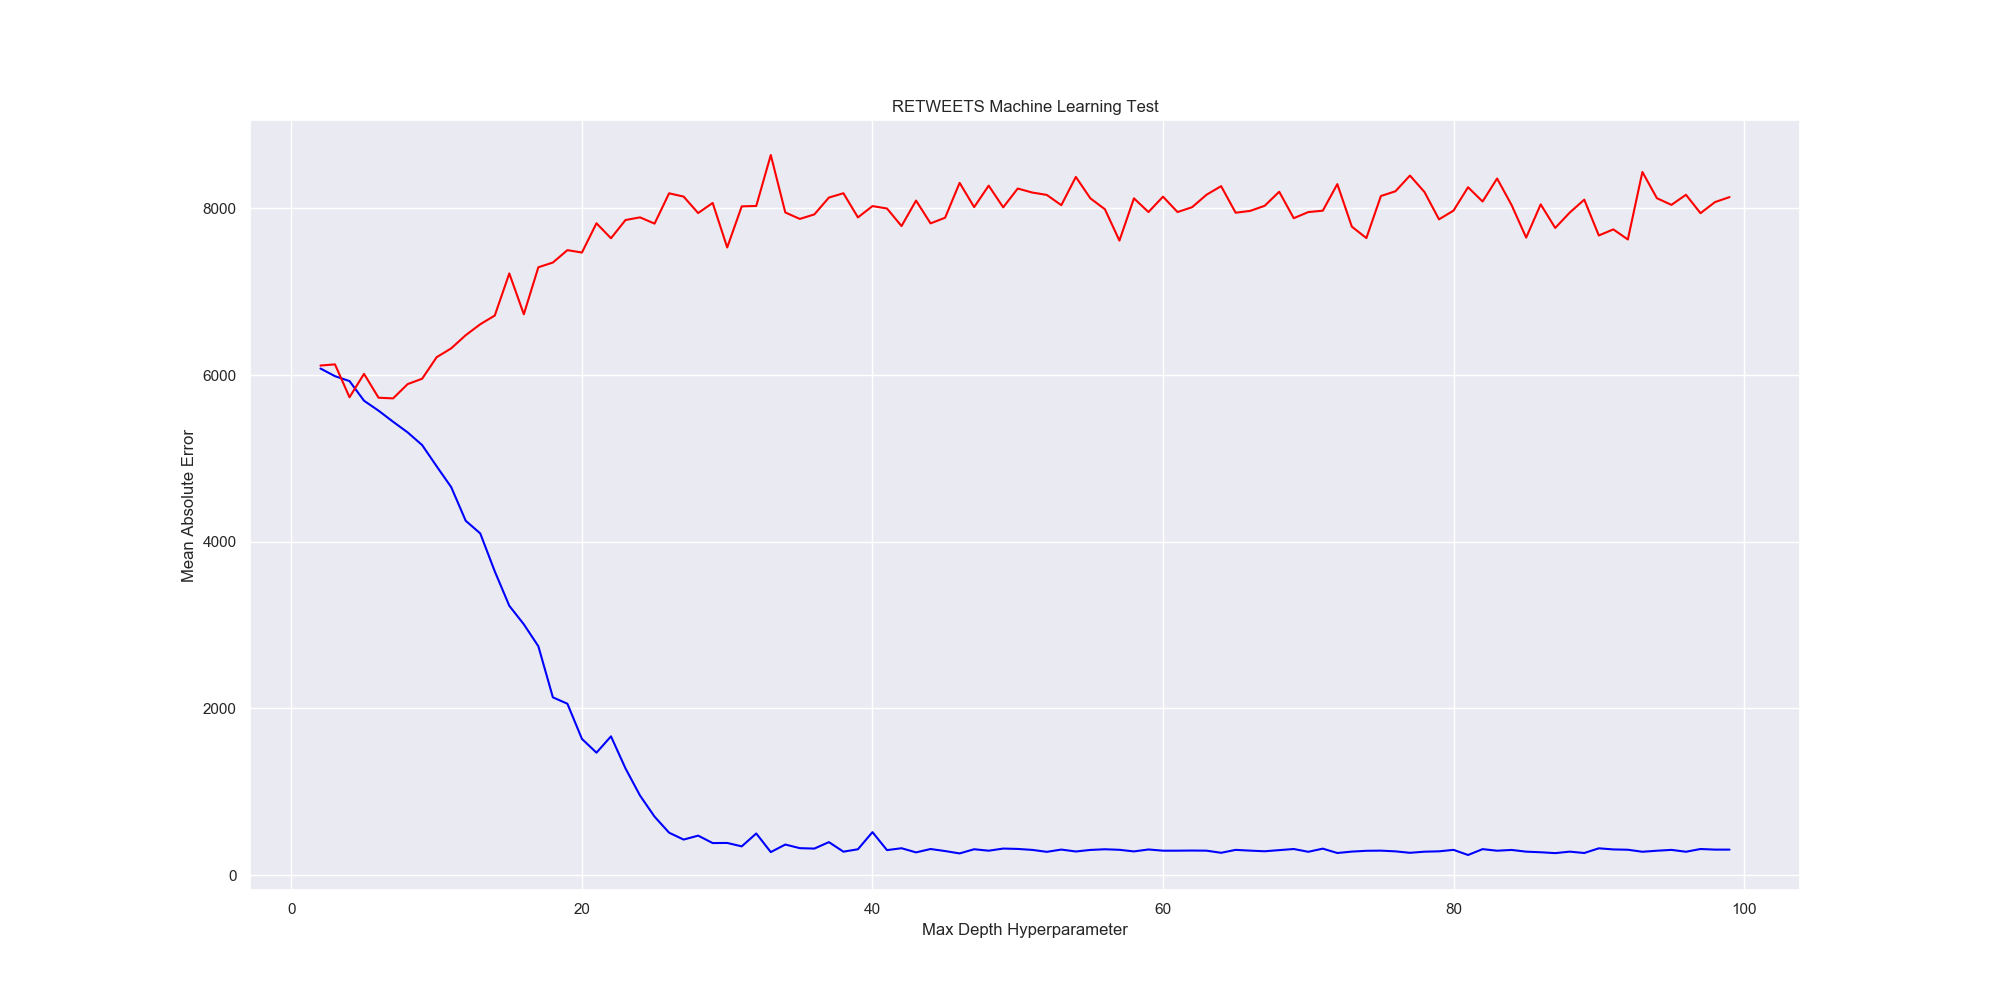 RETWEETS Machine Learning Test
Mean Absolute Error
8000
6000
4000
2000
0
0 20 40 60 80 100
Max Depth Hyperparameter